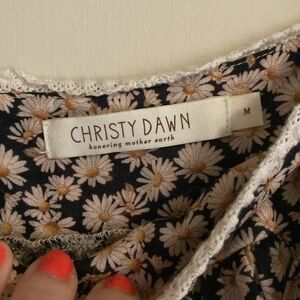 CHRISTY DAWN
honoring mother earth
M